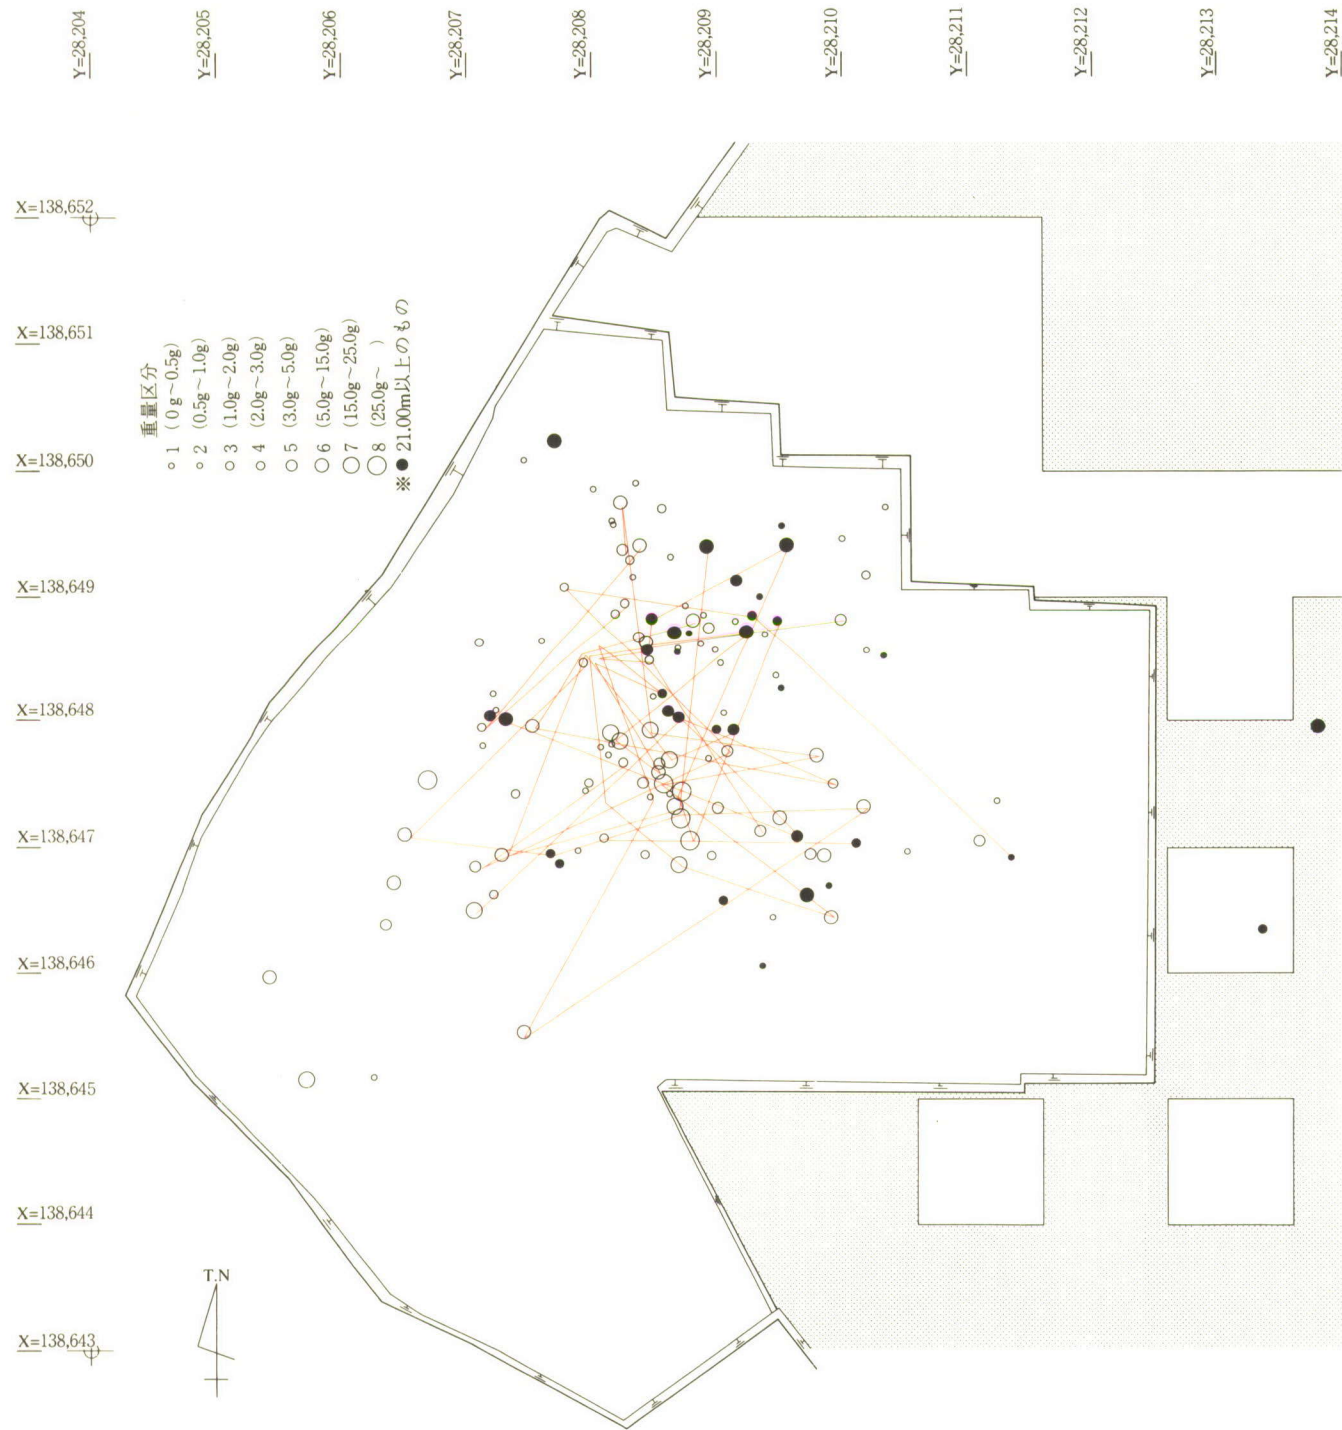 Y=28,204
Y=28,205
Y=28,206
Y=28,207
Y=28,208
Y=28,209
Y=28,210
Y=28,211
Y=28,212
Y=28,213
Y=28,214
X=138,652
X=138,651
X=138,650
X=138,649
X=138,648
X=138,647
X=138,646
X=138,645
X=138,644
X=138,643
重量区分
1 (0g~0.5g)
2 (0.5g~1.0g)
3 (1.0g~2.0g)
4 (2.0g~3.0g)
5 (3.0g~5.0g)
6 (5.0g~15.0g)
7 (15.0g~25.0g)
8 (25.0g~ )
※● 21.00m以上のもの
T.N